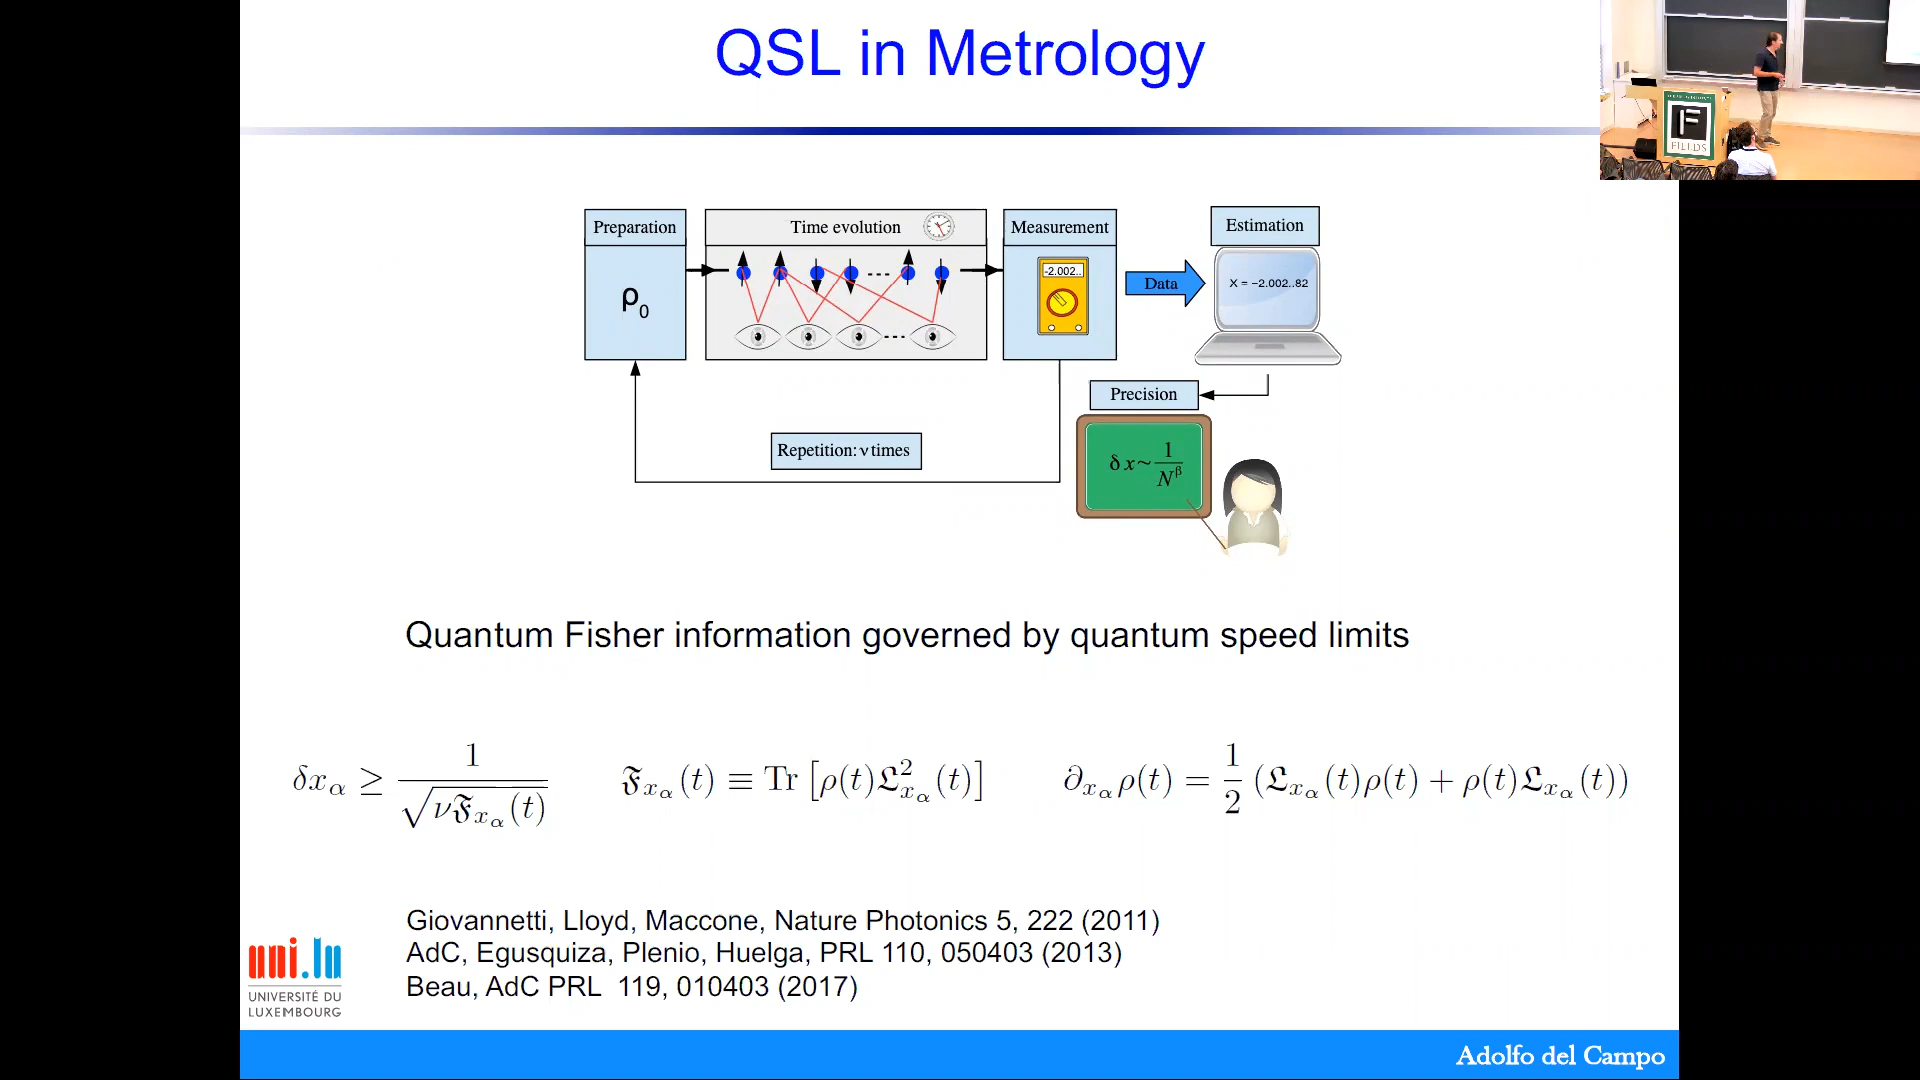 QSL in Metrology
Preparation
ρ0
Time evolution
Measurement
-2.002..
Data
Estimation
X = −2.002..82
Precision
δ x ~ 1/N^β
Repetition: ν times
Quantum Fisher information governed by quantum speed limits
δx_α ≥ 1/√(ν𝔉_{x_α}(t))
𝔉_{x_α}(t) ≡ Tr [ρ(t)𝔏²_{x_α}(t)]
∂_{x_α}ρ(t) = 1/2 (𝔏_{x_α}(t)ρ(t) + ρ(t)𝔏_{x_α}(t))
Giovannetti, Lloyd, Maccone, Nature Photonics 5, 222 (2011)
AdC, Egusquiza, Plenio, Huelga, PRL 110, 050403 (2013)
Beau, AdC PRL 119, 010403 (2017)
uni.lu
UNIVERSITÉ DU
LUXEMBOURG
Adolfo del Campo
F
FIELDS